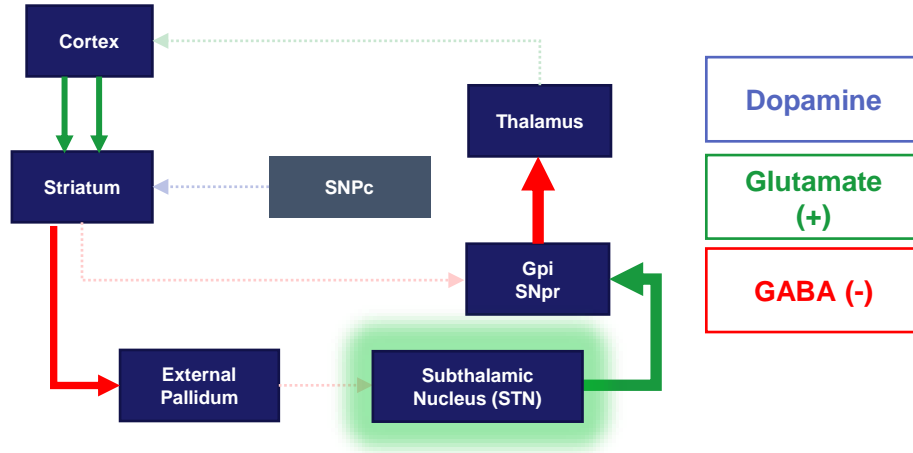 Cortex
Thalamus
Dopamine
Striatum
SNPc
Glutamate
(+)
Gpi
SNpr
GABA (-)
External
Pallidum
Subthalamic
Nucleus (STN)